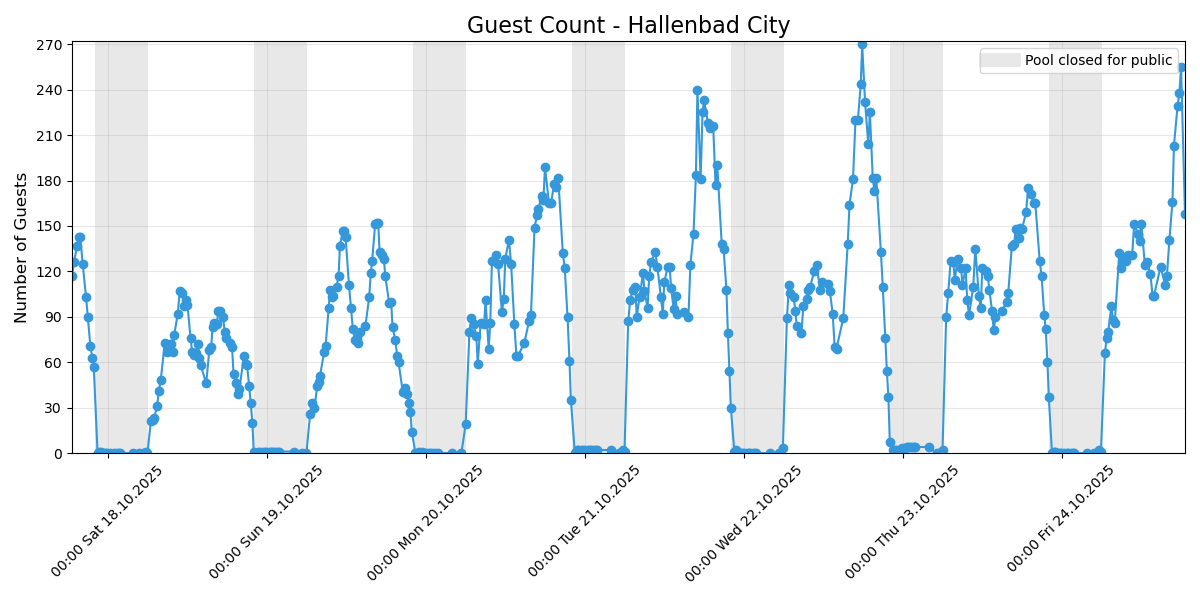 Guest Count - Hallenbad City
Number of Guests
270
240
210
180
150
120
90
60
30
0
Pool closed for public
00:00 Sat 18.10.2025
00:00 Sun 19.10.2025
00:00 Mon 20.10.2025
00:00 Tue 21.10.2025
00:00 Wed 22.10.2025
00:00 Thu 23.10.2025
00:00 Fri 24.10.2025